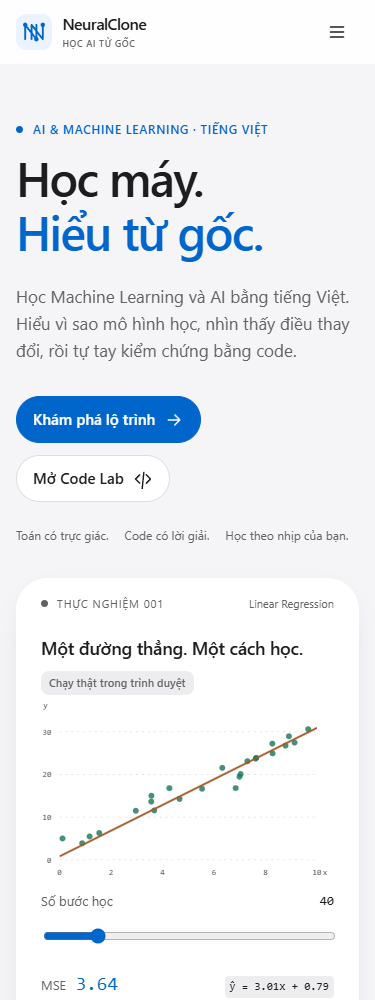 NeuralClone
HỌC AI TỪ GỐC
AI & MACHINE LEARNING · TIẾNG VIỆT
Học máy.
Hiểu từ gốc.
Học Machine Learning và AI bằng tiếng Việt.
Hiểu vì sao mô hình học, nhìn thấy điều thay
đổi, rồi tự tay kiểm chứng bằng code.
Khám phá lộ trình →
Mở Code Lab </>
Toán có trực giác. Code có lời giải. Học theo nhịp của bạn.
THỰC NGHIỆM 001 Linear Regression
Một đường thẳng. Một cách học.
Chạy thật trong trình duyệt
y
30
20
10
0
0 2 4 6 8 10 x
Số bước học 40
MSE 3.64 ŷ = 3.01x + 0.79